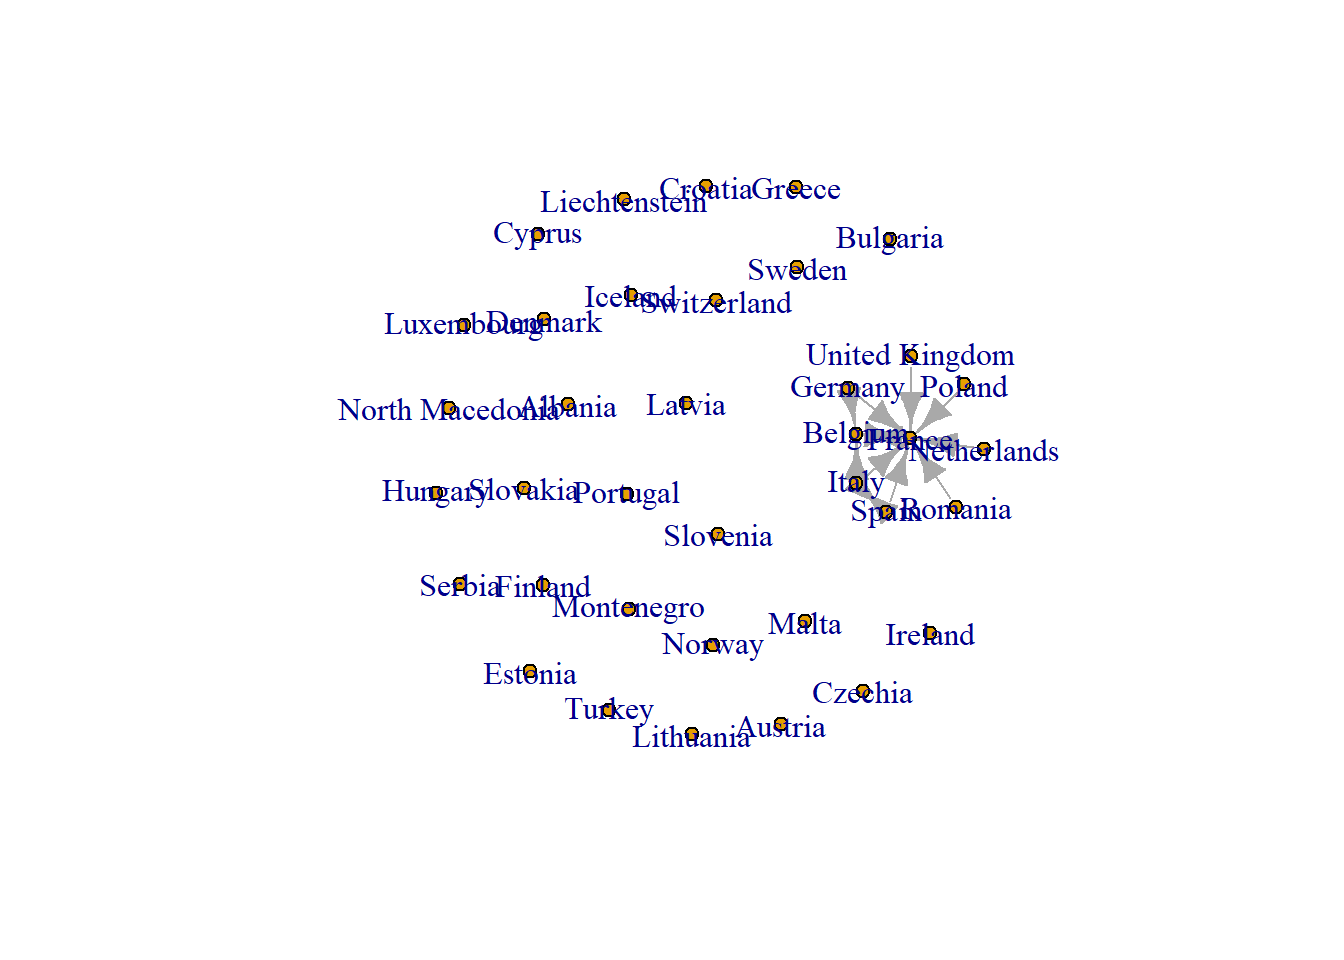 Croatia
Greece
Liechtenstein
Cyprus
Bulgaria
Sweden
Iceland
Switzerland
Luxembourg
Denmark
United Kingdom
Germany
Poland
North Macedonia
Albania
Latvia
Belgium
France
Netherlands
Hungary
Slovakia
Portugal
Italy
Spain
Romania
Slovenia
Serbia
Finland
Montenegro
Malta
Ireland
Norway
Estonia
Czechia
Turkey
Lithuania
Austria